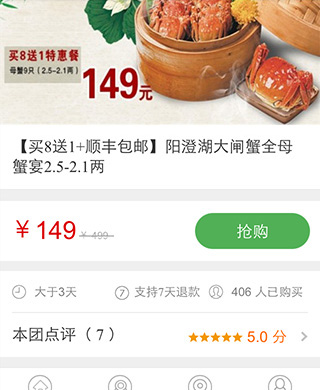 买8送1特惠餐
母蟹9只（2.5-2.1两）
149元
【买8送1+顺丰包邮】阳澄湖大闸蟹全母
蟹宴2.5-2.1两
￥149 ￥499 抢购
大于3天 7 支持7天退款 406 人已购买
本团点评（ 7 ） 5.0 分